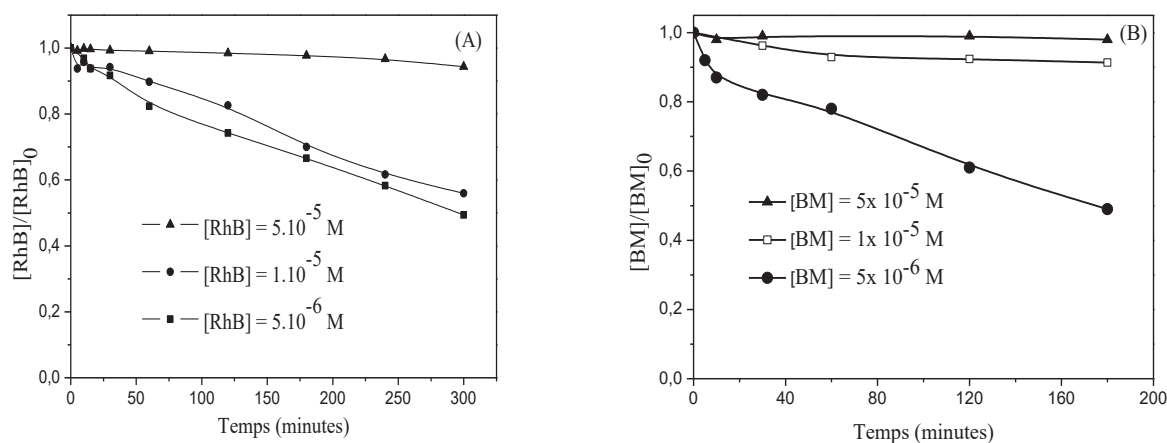 (A)
1,0
0,8
0,6
0,4
0,2
0,0
[RhB]/[RhB]0
[RhB] = 5.10-5 M
[RhB] = 1.10-5 M
[RhB] = 5.10-6 M
0 50 100 150 200 250 300
Temps (minutes)
(B)
1,0
0,8
0,6
0,4
0,2
0,0
[BM]/[BM]0
[BM] = 5x 10-5 M
[BM] = 1x 10-5 M
[BM] = 5x 10-6 M
0 40 80 120 160 200
Temps (minutes)